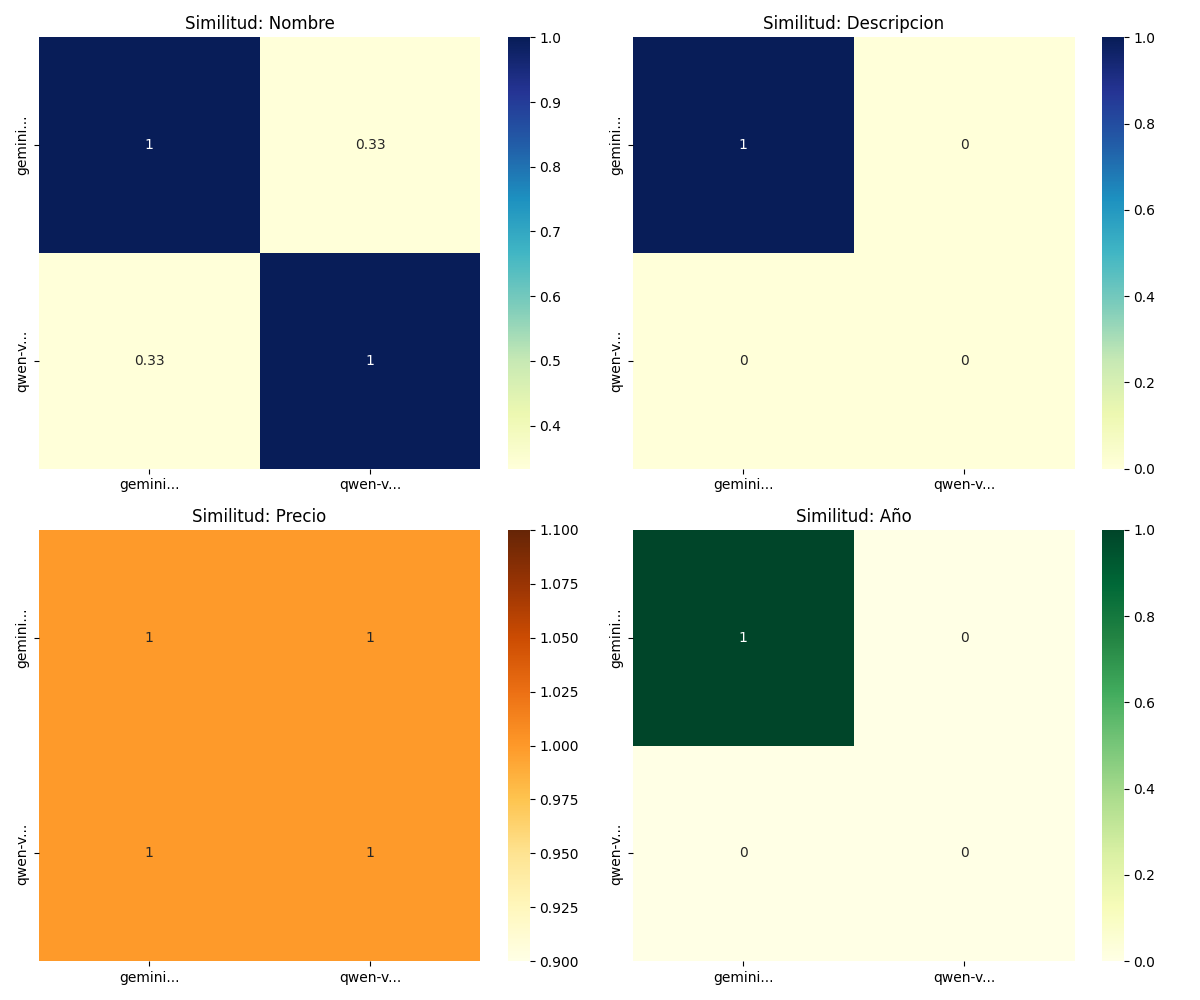 Similitud: Nombre
gemini...
qwen-v...
1
0.33
0.33
1
gemini...
qwen-v...
1.0
0.9
0.8
0.7
0.6
0.5
0.4
Similitud: Descripcion
gemini...
qwen-v...
1
0
0
0
gemini...
qwen-v...
1.0
0.8
0.6
0.4
0.2
0.0
Similitud: Precio
gemini...
qwen-v...
1
1
1
1
gemini...
qwen-v...
1.100
1.075
1.050
1.025
1.000
0.975
0.950
0.925
0.900
Similitud: Año
gemini...
qwen-v...
1
0
0
0
gemini...
qwen-v...
1.0
0.8
0.6
0.4
0.2
0.0